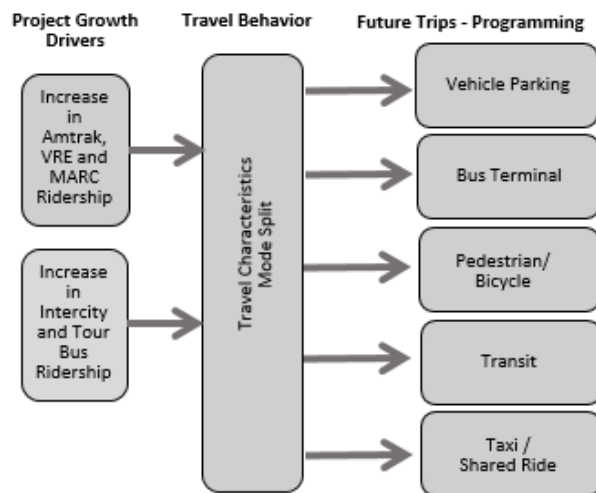 Project Growth
Drivers
Travel Behavior
Future Trips - Programming
Increase
in
Amtrak,
VRE and
MARC
Ridership
Increase
in
Intercity
and Tour
Bus
Ridership
Travel Characteristics
Mode Split
Vehicle Parking
Bus Terminal
Pedestrian/
Bicycle
Transit
Taxi /
Shared Ride